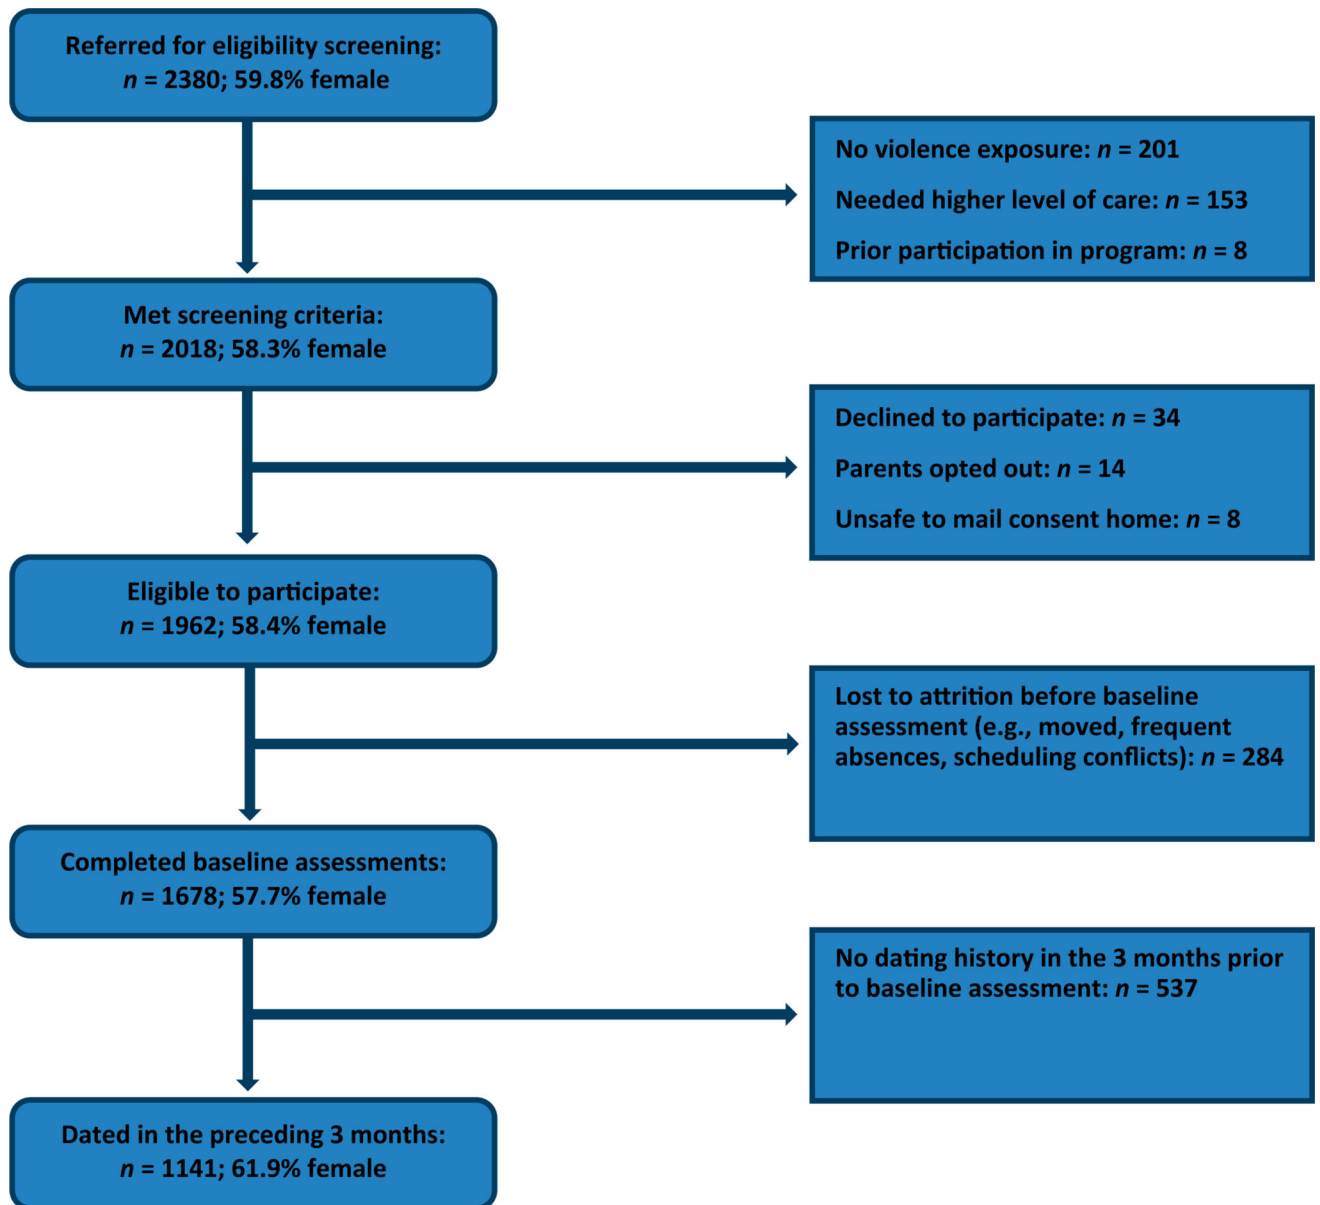 Referred for eligibility screening:
n = 2380; 59.8% female
No violence exposure: n = 201
Needed higher level of care: n = 153
Prior participation in program: n = 8
Met screening criteria:
n = 2018; 58.3% female
Declined to participate: n = 34
Parents opted out: n = 14
Unsafe to mail consent home: n = 8
Eligible to participate:
n = 1962; 58.4% female
Lost to attrition before baseline
assessment (e.g., moved, frequent
absences, scheduling conflicts): n = 284
Completed baseline assessments:
n = 1678; 57.7% female
No dating history in the 3 months prior
to baseline assessment: n = 537
Dated in the preceding 3 months:
n = 1141; 61.9% female